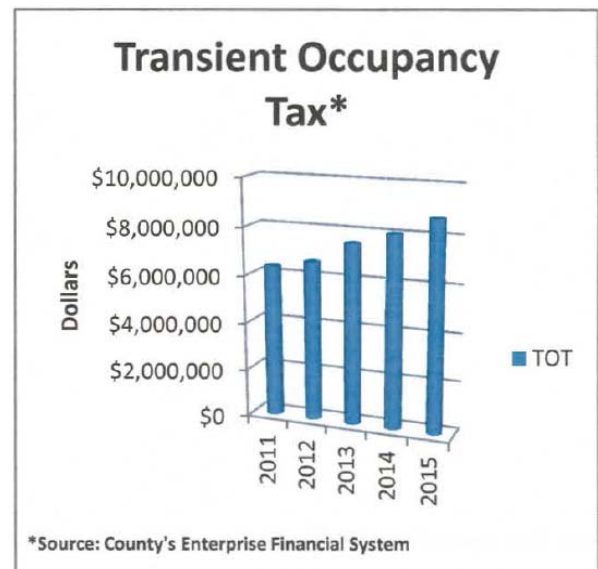 Transient Occupancy
Tax*
$10,000,000
$8,000,000
$6,000,000
$4,000,000
$2,000,000
$0
Dollars
2011
2012
2013
2014
2015
TOT
*Source: County's Enterprise Financial System